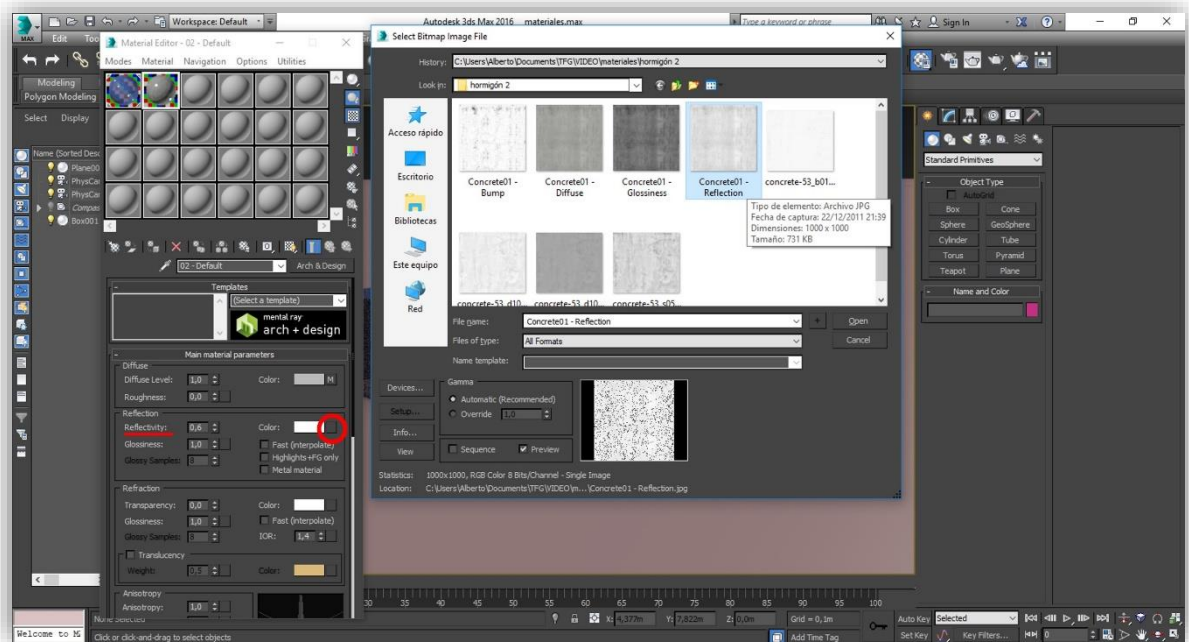 Workspace: Default
Autodesk 3ds Max 2016 materiales.max
Type a keyword or phrase
Sign In
MAX
Edit
Material Editor - 02 - Default
Modes Material Navigation Options Utilities
Modeling
Polygon Modeling
Select Display
Name (Sorted Desc
Plane00
PhysCa
PhysCa
Compas
Box001
02 - Default
Arch & Design
Templates
(Select a template)
mental ray
arch + design
Main material parameters
Diffuse
Diffuse Level: 1,0 Color: M
Roughness: 0,0
Reflection
Reflectivity: 0,6 Color:
Glossiness: 1,0 Fast (interpolate)
Glossy Samples: 8 Highlights+FG only
Metal material
Refraction
Transparency: 0,0 Color:
Glossiness: 1,0 Fast (interpolate)
Glossy Samples: 8 IOR: 1,4
Translucency
Weight: 0,5 Color:
Anisotropy
Anisotropy: 1,0
Select Bitmap Image File
History: C:\Users\Alberto\Documents\TFG\VIDEO\materiales\hormigón 2
Look in: hormigón 2
Acceso rápido
Escritorio
Bibliotecas
Este equipo
Red
Concrete01 - Bump
Concrete01 - Diffuse
Concrete01 - Glossiness
Concrete01 - Reflection
concrete-53_b01...
Tipo de elemento: Archivo JPG
Fecha de captura: 22/12/2011 21:39
Dimensiones: 1000 x 1000
Tamaño: 731 KB
concrete-53_d10...
concrete-53_d10...
concrete-53_s05...
File name: Concrete01 - Reflection
Open
Files of type: All Formats
Cancel
Name template:
Devices...
Setup...
Info...
View
Gamma
Automatic (Recommended)
Override 1,0
Sequence Preview
Statistics: 1000x1000, RGB Color 8 Bits/Channel - Single Image
Location: C:\Users\Alberto\Documents\TFG\VIDEO\m...\Concrete01 - Reflection.jpg
Standard Primitives
Object Type
AutoGrid
Box Cone
Sphere GeoSphere
Cylinder Tube
Torus Pyramid
Teapot Plane
Name and Color
30 35 40 45 50 55 60 65 70 75 80 85 90 95 100
None Selected
X: 4,377m Y: 7,822m Z: 0,0m Grid = 0,1m
Auto Key Selected
Welcome to M
Click or click-and-drag to select objects
Add Time Tag
Set Key Key Filters... 0